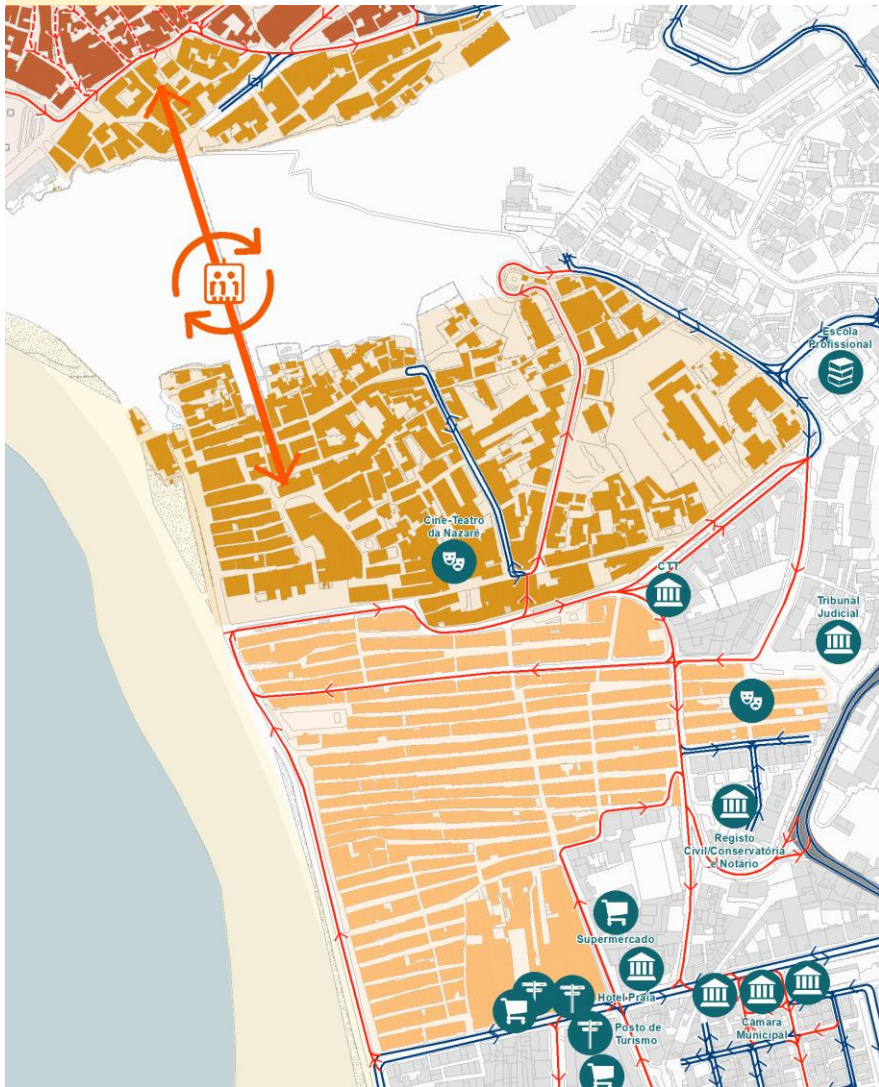 Escola
Profissional
Cine-Teatro
da Nazaré
CTT
Tribunal
Judicial
Registo
Civil/Conservatória
e Notário
Supermercado
Hotel Praia
Posto de
Turismo
Câmara
Municipal